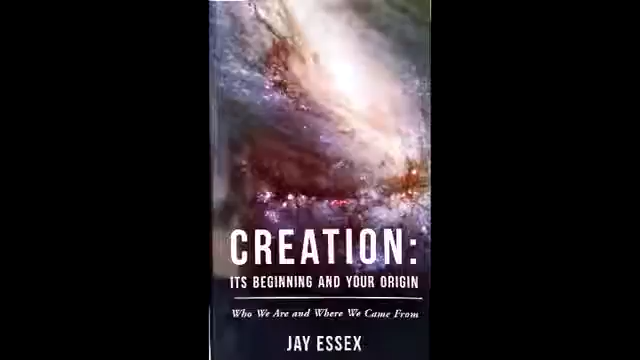 CREATION:
ITS BEGINNING AND YOUR ORIGIN
Who We Are and Where We Came From
JAY ESSEX